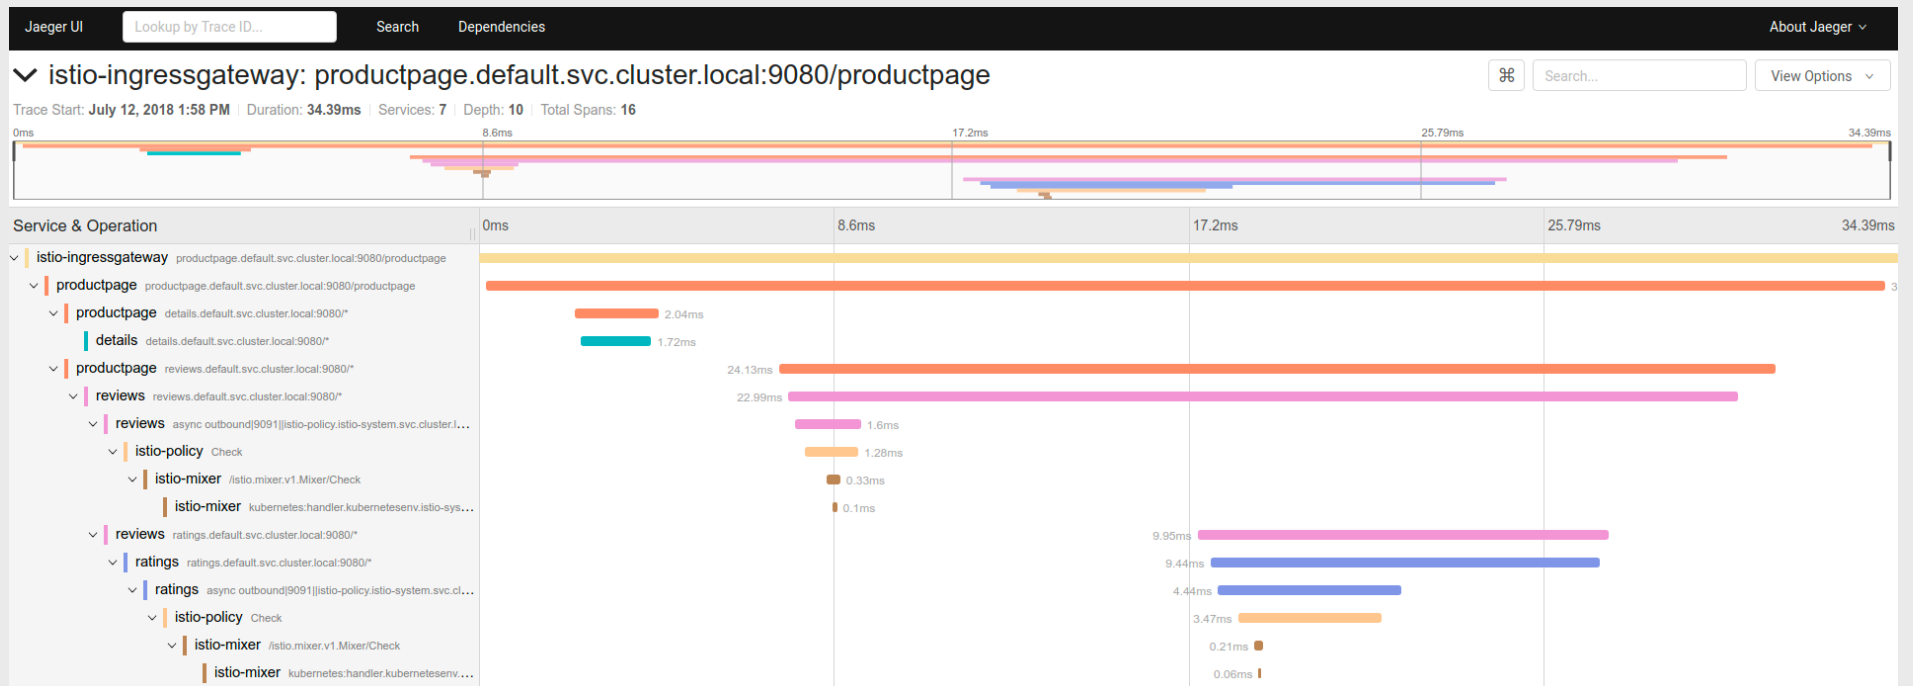 Jaeger UI Lookup by Trace ID... Search Dependencies About Jaeger
istio-ingressgateway: productpage.default.svc.cluster.local:9080/productpage ⌘ Search... View Options
Trace Start: July 12, 2018 1:58 PM Duration: 34.39ms Services: 7 Depth: 10 Total Spans: 16
0ms 8.6ms 17.2ms 25.79ms 34.39ms
Service & Operation 0ms 8.6ms 17.2ms 25.79ms 34.39ms
istio-ingressgateway productpage.default.svc.cluster.local:9080/productpage
productpage productpage.default.svc.cluster.local:9080/productpage 3
productpage details.default.svc.cluster.local:9080/* 2.04ms
details details.default.svc.cluster.local:9080/* 1.72ms
productpage reviews.default.svc.cluster.local:9080/* 24.13ms
reviews reviews.default.svc.cluster.local:9080/* 22.99ms
reviews async outbound|9091||istio-policy.istio-system.svc.cluster.l... 1.6ms
istio-policy Check 1.28ms
istio-mixer /istio.mixer.v1.Mixer/Check 0.33ms
istio-mixer kubernetes:handler.kubernetesenv.istio-sys... 0.1ms
reviews ratings.default.svc.cluster.local:9080/* 9.95ms
ratings ratings.default.svc.cluster.local:9080/* 9.44ms
ratings async outbound|9091||istio-policy.istio-system.svc.cl... 4.44ms
istio-policy Check 3.47ms
istio-mixer /istio.mixer.v1.Mixer/Check 0.21ms
istio-mixer kubernetes:handler.kubernetesenv.... 0.06ms